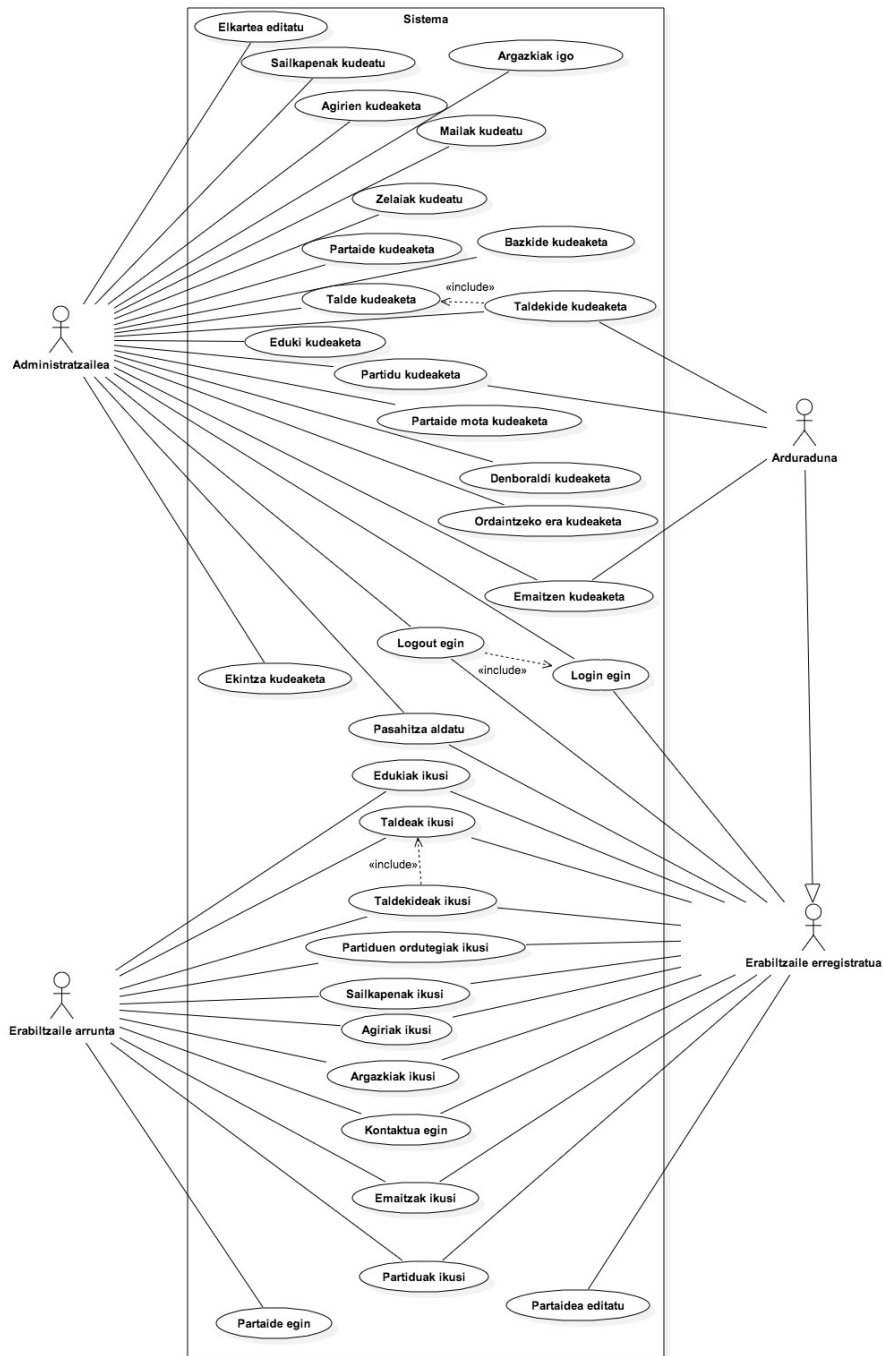 Sistema
Elkartea editatu
Sailkapenak kudeatu
Argazkiak igo
Agirien kudeaketa
Mailak kudeatu
Zelaiak kudeatu
Partaide kudeaketa
Bazkide kudeaketa
«include»
Talde kudeaketa
Taldekide kudeaketa
Eduki kudeaketa
Administratzailea
Partidu kudeaketa
Partaide mota kudeaketa
Arduraduna
Denboraldi kudeaketa
Ordaintzeko era kudeaketa
Emaitzen kudeaketa
Logout egin
«include»
Login egin
Ekintza kudeaketa
Pasahitza aldatu
Edukiak ikusi
Taldeak ikusi
«include»
Taldekideak ikusi
Partiduen ordutegiak ikusi
Erabiltzaile erregistratua
Sailkapenak ikusi
Agiriak ikusi
Erabiltzaile arrunta
Argazkiak ikusi
Kontaktua egin
Emaitzak ikusi
Partiduak ikusi
Partaidea editatu
Partaide egin